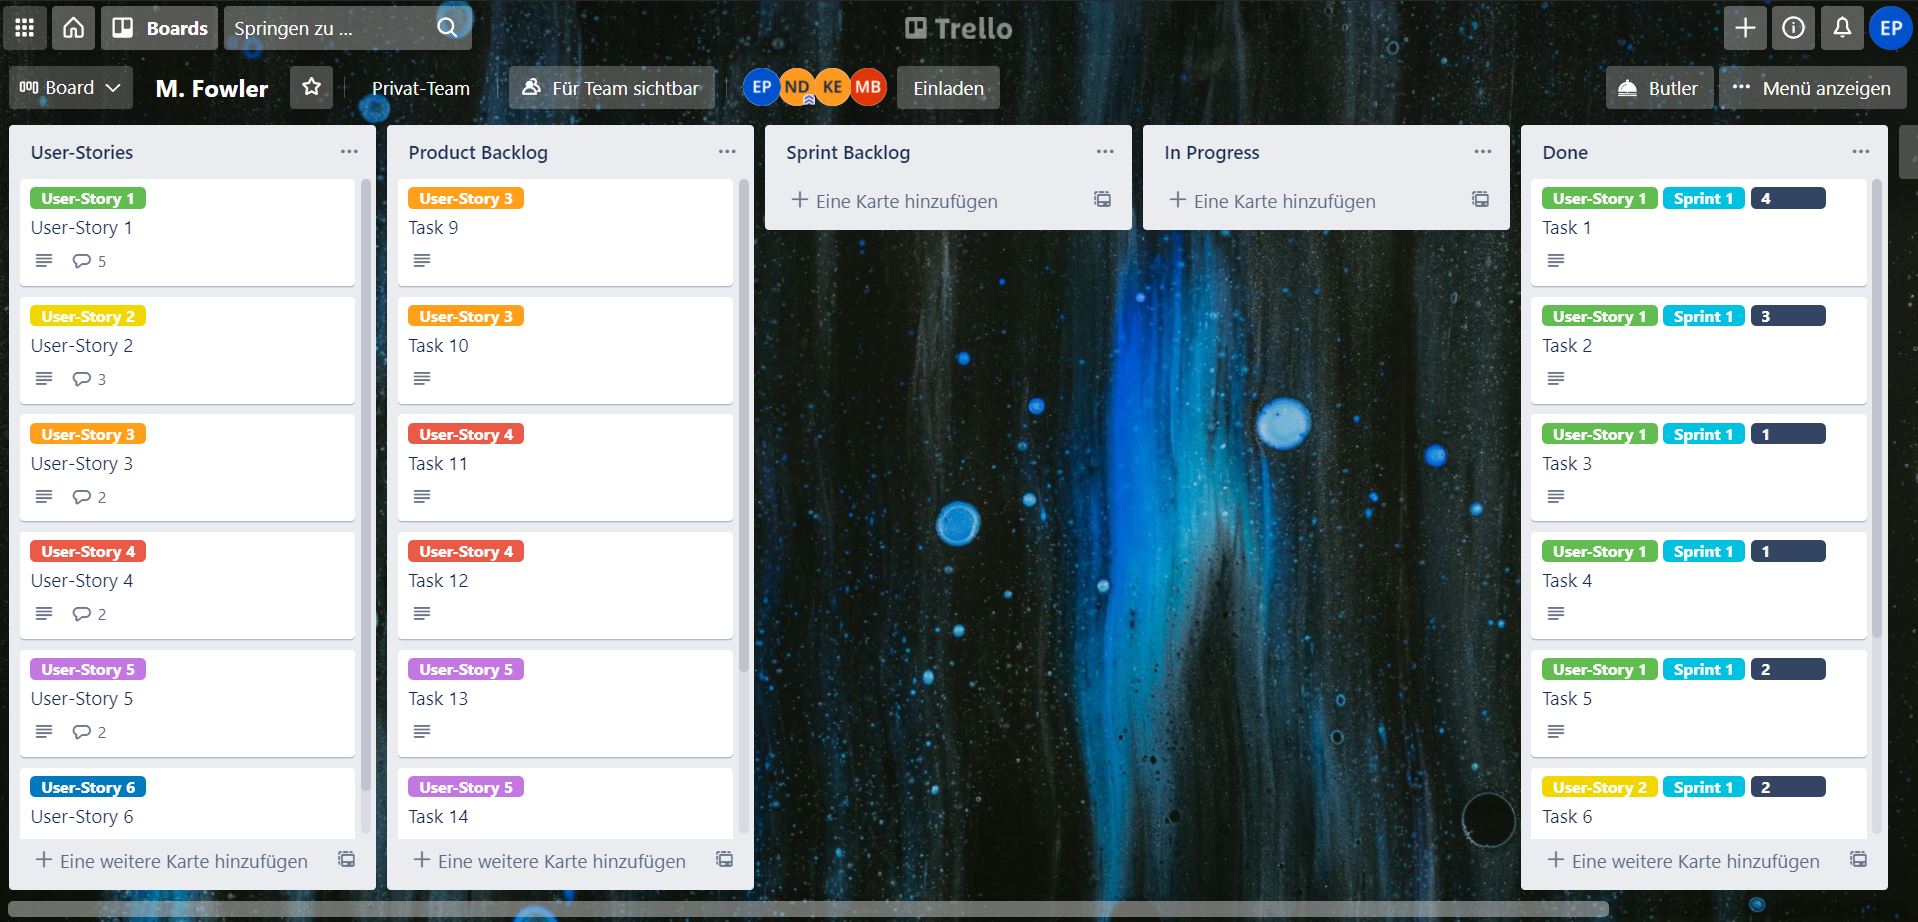 Boards
Springen zu ...
Trello
EP
Board
M. Fowler
Privat-Team
Für Team sichtbar
EP
ND
KE
MB
Einladen
Butler
Menü anzeigen
User-Stories
User-Story 1
User-Story 1
5
User-Story 2
User-Story 2
3
User-Story 3
User-Story 3
2
User-Story 4
User-Story 4
2
User-Story 5
User-Story 5
2
User-Story 6
User-Story 6
Eine weitere Karte hinzufügen
Product Backlog
User-Story 3
Task 9
User-Story 3
Task 10
User-Story 4
Task 11
User-Story 4
Task 12
User-Story 5
Task 13
User-Story 5
Task 14
Eine weitere Karte hinzufügen
Sprint Backlog
Eine Karte hinzufügen
In Progress
Eine Karte hinzufügen
Done
User-Story 1 Sprint 1 4
Task 1
User-Story 1 Sprint 1 3
Task 2
User-Story 1 Sprint 1 1
Task 3
User-Story 1 Sprint 1 1
Task 4
User-Story 1 Sprint 1 2
Task 5
User-Story 2 Sprint 1 2
Task 6
Eine weitere Karte hinzufügen